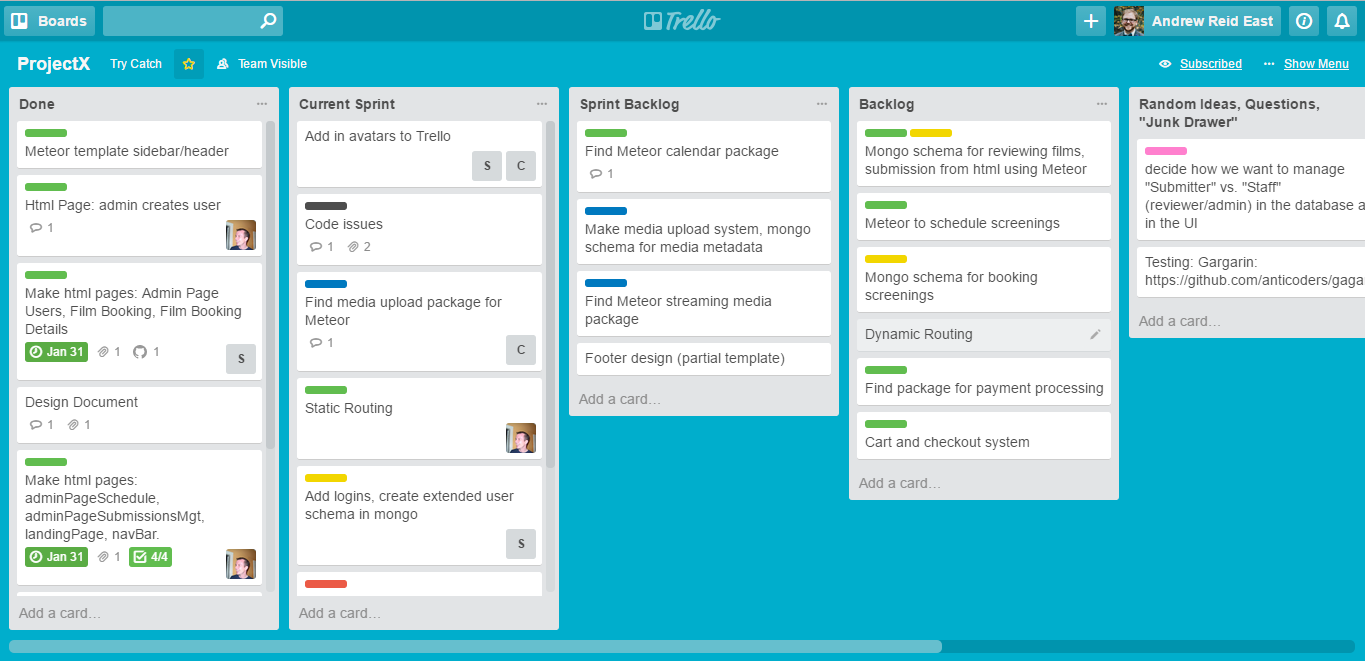 Boards
Trello
Andrew Reid East
ProjectX
Try Catch
Team Visible
Subscribed
Show Menu
Done
Meteor template sidebar/header
Html Page: admin creates user
1
Make html pages: Admin Page
Users, Film Booking, Film Booking
Details
Jan 31
1
1
S
Design Document
1
1
Make html pages:
adminPageSchedule,
adminPageSubmissionsMgt,
landingPage, navBar.
Jan 31
1
4/4
Add a card…
Current Sprint
Add in avatars to Trello
S
C
Code issues
1
2
Find media upload package for
Meteor
1
C
Static Routing
Add logins, create extended user
schema in mongo
S
Add a card…
Sprint Backlog
Find Meteor calendar package
1
Make media upload system, mongo
schema for media metadata
Find Meteor streaming media
package
Footer design (partial template)
Add a card…
Backlog
Mongo schema for reviewing films,
submission from html using Meteor
Meteor to schedule screenings
Mongo schema for booking
screenings
Dynamic Routing
Find package for payment processing
Cart and checkout system
Add a card…
Random Ideas, Questions,
"Junk Drawer"
decide how we want to manage
"Submitter" vs. "Staff"
(reviewer/admin) in the database a
in the UI
Testing: Gargarin:
https://github.com/anticoders/gaga
Add a card…